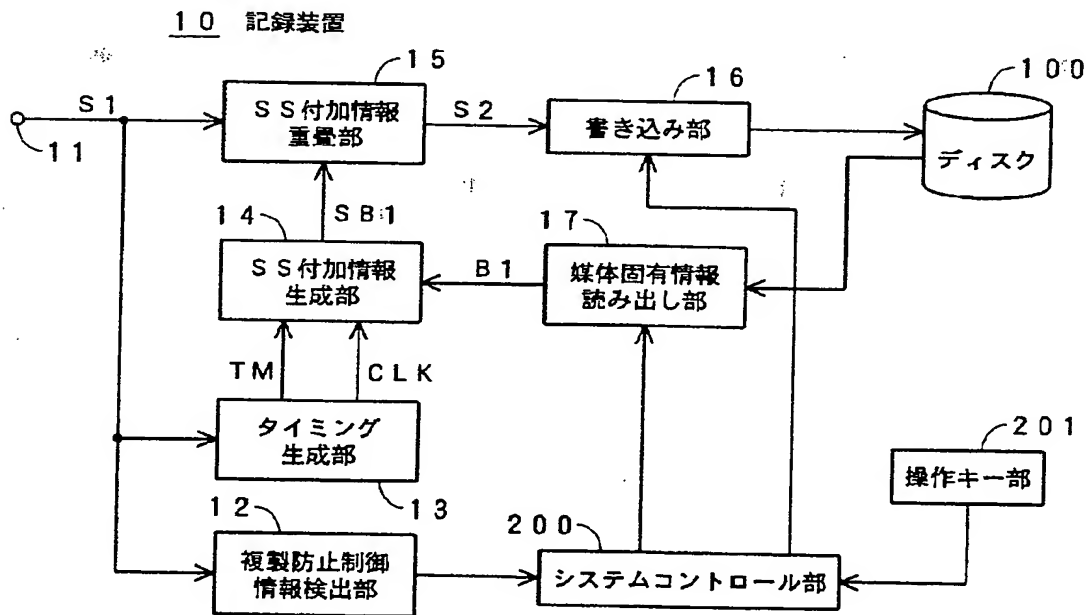 10 記録装置
15
SS付加情報
重畳部
16
書き込み部
100
ディスク
S1
11
S2
14
SS付加情報
生成部
SB1
B1
17
媒体固有情報
読み出し部
TM
CLK
タイミング
生成部
13
12
複製防止制御
情報検出部
200
システムコントロール部
201
操作キー部